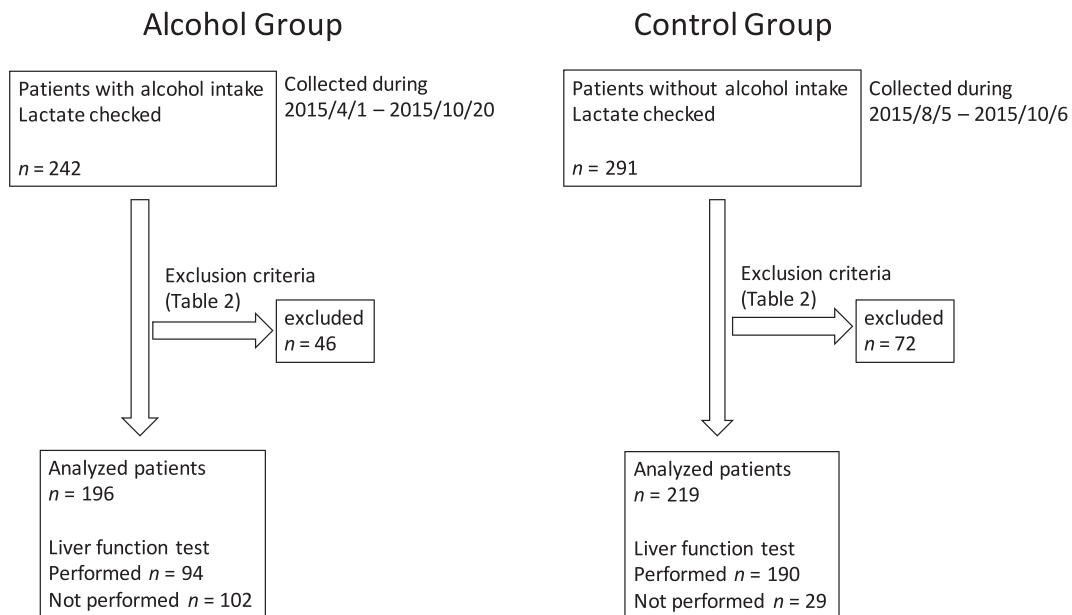 Alcohol Group
Patients with alcohol intake
Lactate checked
n = 242
Collected during
2015/4/1 – 2015/10/20
Exclusion criteria
(Table 2)
excluded
n = 46
Analyzed patients
n = 196
Liver function test
Performed n = 94
Not performed n = 102
Control Group
Patients without alcohol intake
Lactate checked
n = 291
Collected during
2015/8/5 – 2015/10/6
Exclusion criteria
(Table 2)
excluded
n = 72
Analyzed patients
n = 219
Liver function test
Performed n = 190
Not performed n = 29